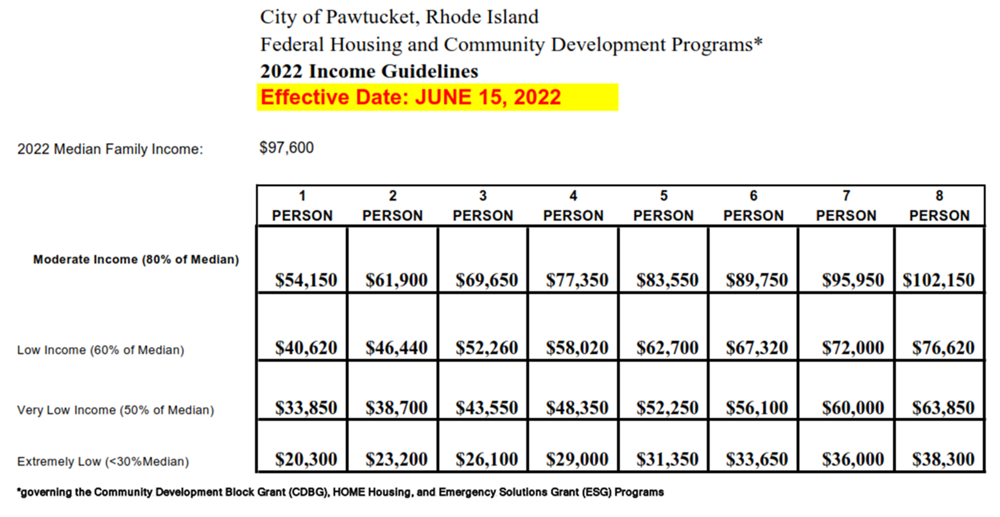 City of Pawtucket, Rhode Island
Federal Housing and Community Development Programs*
2022 Income Guidelines
Effective Date: JUNE 15, 2022
2022 Median Family Income: $97,600
1 2 3 4 5 6 7 8
PERSON PERSON PERSON PERSON PERSON PERSON PERSON PERSON
Moderate Income (80% of Median)
$54,150 $61,900 $69,650 $77,350 $83,550 $89,750 $95,950 $102,150
Low Income (60% of Median) $40,620 $46,440 $52,260 $58,020 $62,700 $67,320 $72,000 $76,620
Very Low Income (50% of Median) $33,850 $38,700 $43,550 $48,350 $52,250 $56,100 $60,000 $63,850
Extremely Low (<30%Median) $20,300 $23,200 $26,100 $29,000 $31,350 $33,650 $36,000 $38,300
*governing the Community Development Block Grant (CDBG), HOME Housing, and Emergency Solutions Grant (ESG) Programs